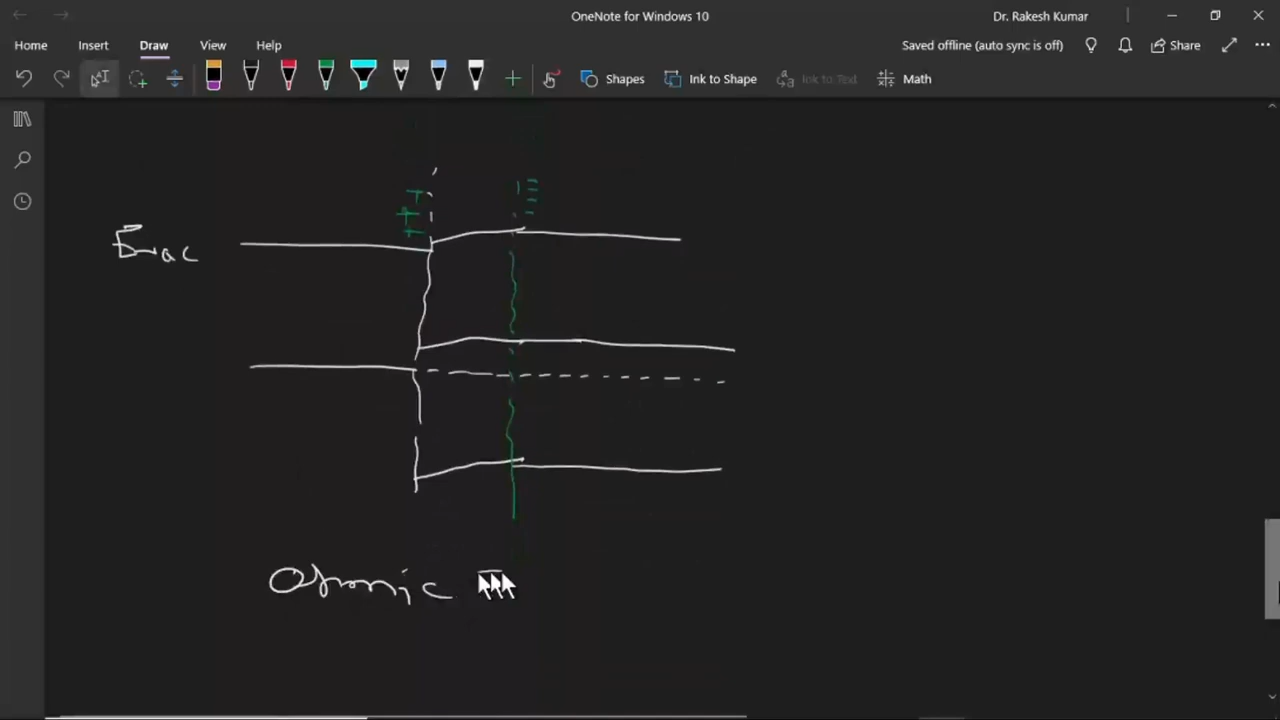 OneNote for Windows 10
Dr. Rakesh Kumar
Home Insert Draw View Help
Saved offline (auto sync is off) Share
Shapes Ink to Shape Ink to Text Math
Evac
Ohmic